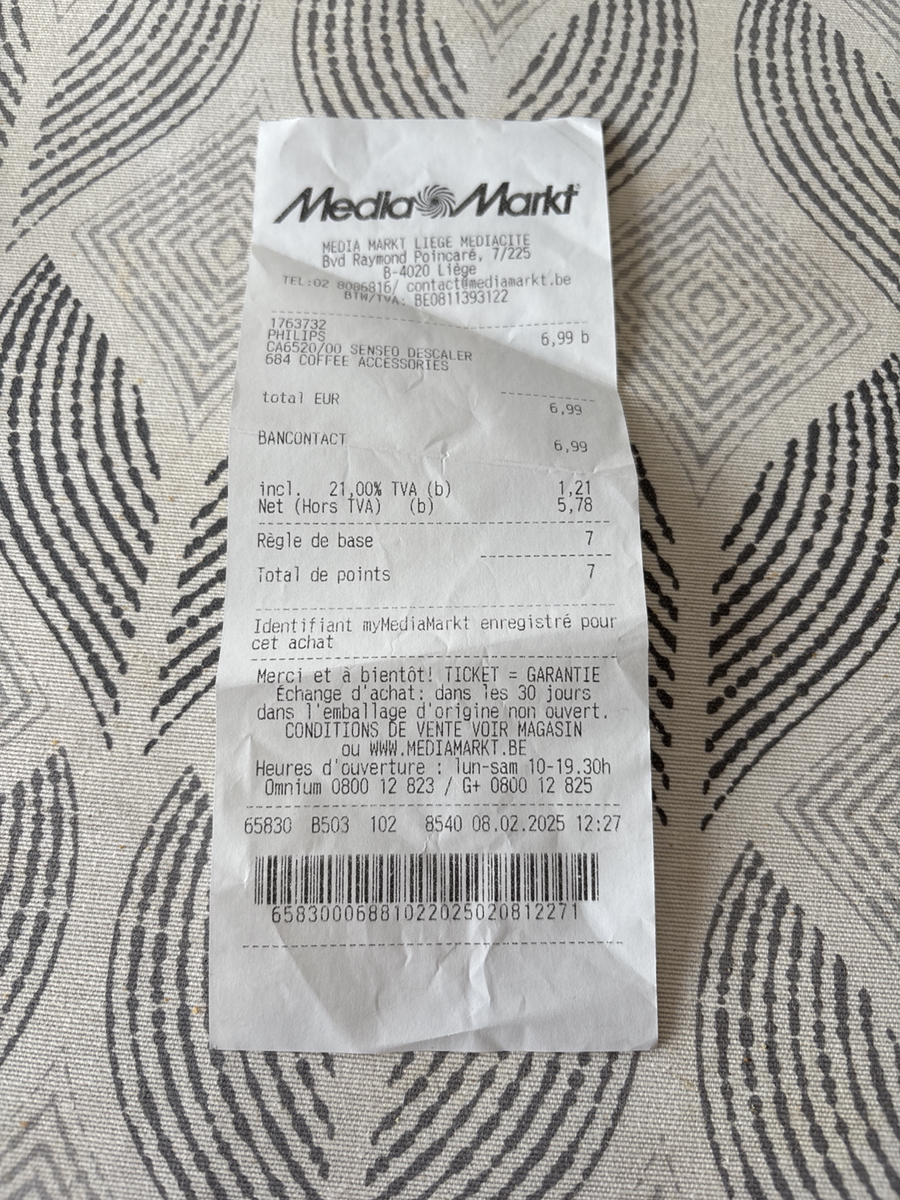 Media Markt
MEDIA MARKT LIEGE MEDIACITE
Bvd Raymond Poincaré, 7/225
B-4020 Liège
TEL:02 8086816/ contact@mediamarkt.be
BTW/TVA: BE0811393122
1763732
PHILIPS 6,99 b
CA6520/00 SENSEO DESCALER
684 COFFEE ACCESSORIES
total EUR 6,99
BANCONTACT 6,99
incl. 21,00% TVA (b) 1,21
Net (Hors TVA) (b) 5,78
Règle de base 7
Total de points 7
Identifiant myMediaMarkt enregistré pour
cet achat
Merci et à bientôt! TICKET = GARANTIE
Échange d'achat: dans les 30 jours
dans l'emballage d'origine non ouvert.
CONDITIONS DE VENTE VOIR MAGASIN
ou WWW.MEDIAMARKT.BE
Heures d'ouverture : lun-sam 10-19.30h
Omnium 0800 12 823 / G+ 0800 12 825
65830 B503 102 8540 08.02.2025 12:27
6583000688102202502081227​1